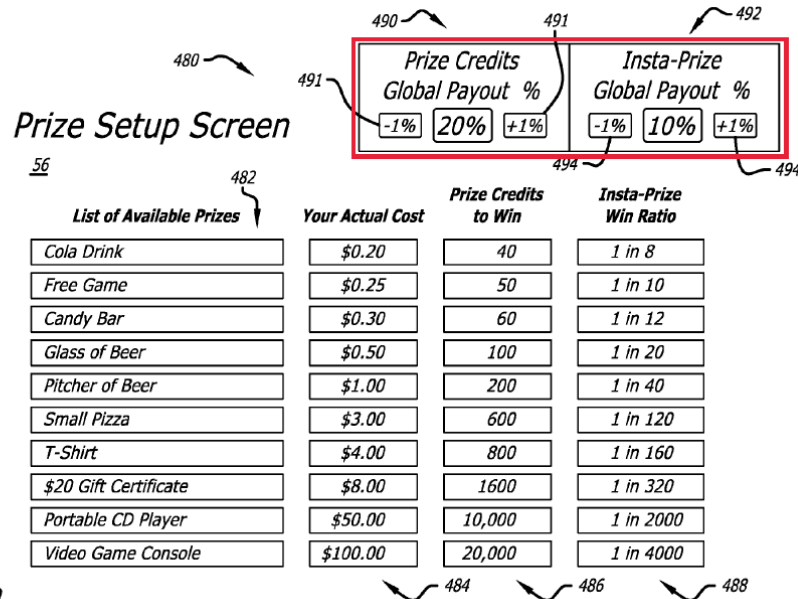 490 491 492
480
Prize Credits Insta-Prize
491 Global Payout % Global Payout %
Prize Setup Screen -1% 20% +1% -1% 10% +1%
56 494 494
482
Prize Credits Insta-Prize
List of Available Prizes Your Actual Cost to Win Win Ratio
Cola Drink $0.20 40 1 in 8
Free Game $0.25 50 1 in 10
Candy Bar $0.30 60 1 in 12
Glass of Beer $0.50 100 1 in 20
Pitcher of Beer $1.00 200 1 in 40
Small Pizza $3.00 600 1 in 120
T-Shirt $4.00 800 1 in 160
$20 Gift Certificate $8.00 1600 1 in 320
Portable CD Player $50.00 10,000 1 in 2000
Video Game Console $100.00 20,000 1 in 4000
484 486 488